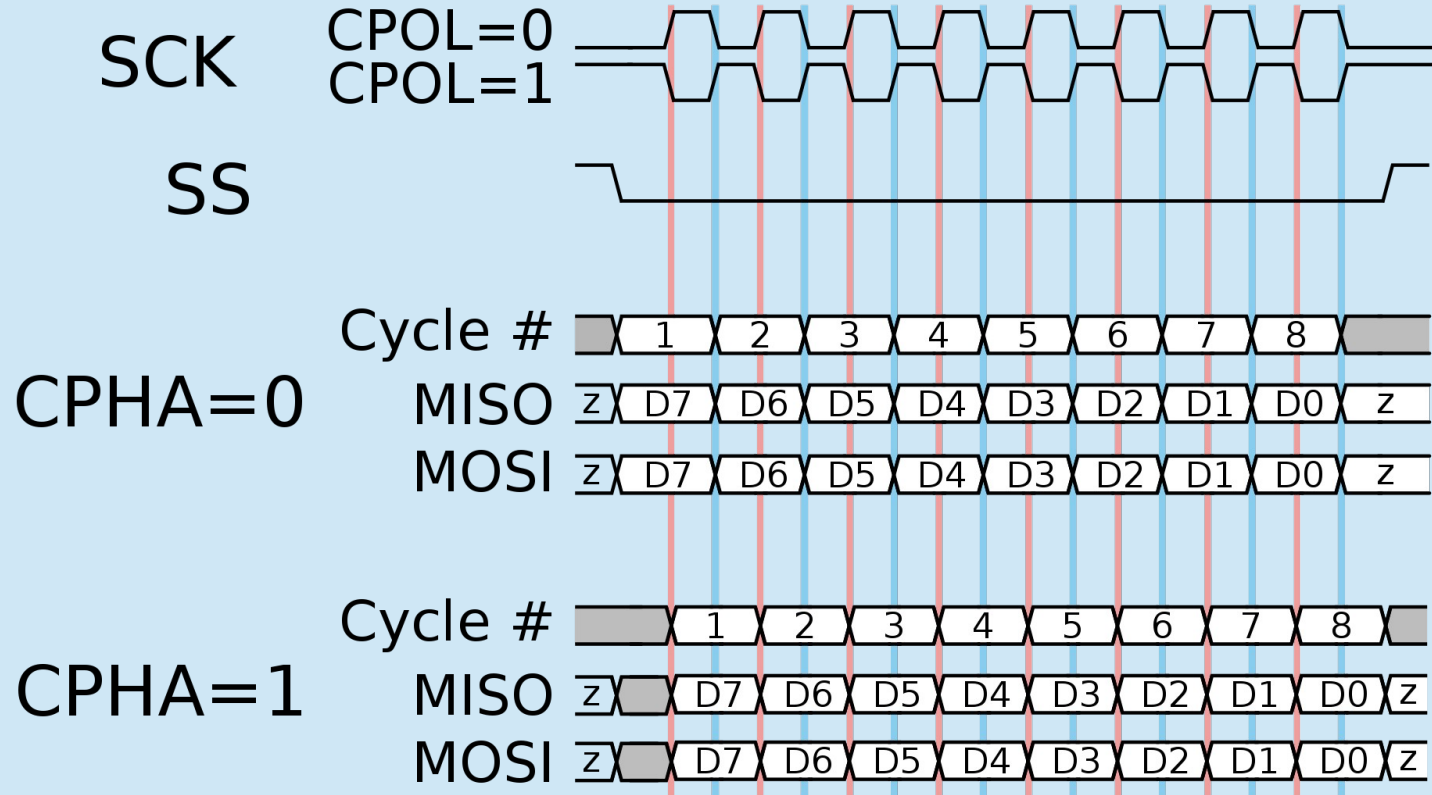 SCK CPOL=0
CPOL=1
SS
Cycle # 1 2 3 4 5 6 7 8
CPHA=0 MISO z D7 D6 D5 D4 D3 D2 D1 D0 z
MOSI z D7 D6 D5 D4 D3 D2 D1 D0 z
Cycle # 1 2 3 4 5 6 7 8
CPHA=1 MISO z D7 D6 D5 D4 D3 D2 D1 D0 z
MOSI z D7 D6 D5 D4 D3 D2 D1 D0 z